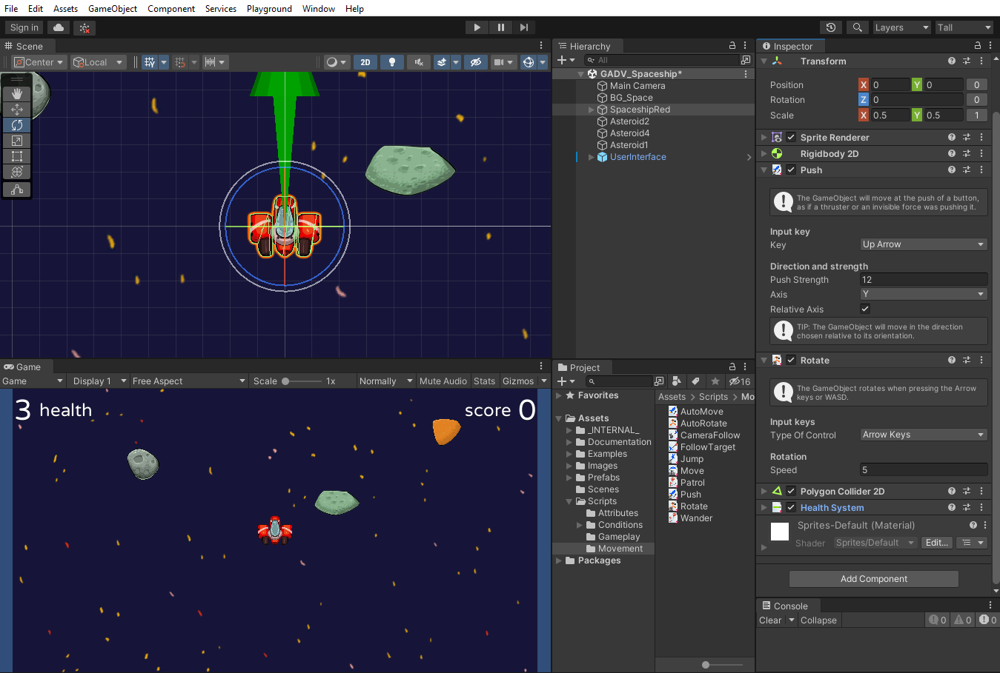 File Edit Assets GameObject Component Services Playground Window Help
Sign in
Layers
Tall
Scene
Center
Local
2D
Game
Game
Display 1
Free Aspect
Scale
1x
Normally
Mute Audio
Stats
Gizmos
3 health
score 0
Hierarchy
All
GADV_Spaceship*
Main Camera
BG_Space
SpaceshipRed
Asteroid2
Asteroid4
Asteroid1
UserInterface
Project
16
Favorites
Assets
_INTERNAL_
Documentation
Examples
Images
Prefabs
Scenes
Scripts
Attributes
Conditions
Gameplay
Movement
Packages
Assets > Scripts > Mo
AutoMove
AutoRotate
CameraFollow
FollowTarget
Jump
Move
Patrol
Push
Rotate
Wander
Inspector
Transform
Position X 0 Y 0 0
Rotation Z 0 0
Scale X 0.5 Y 0.5 1
Sprite Renderer
Rigidbody 2D
Push
The GameObject will move at the push of a button,
as if a thruster or an invisible force was pushing it.
Input key
Key Up Arrow
Direction and strength
Push Strength 12
Axis Y
Relative Axis
TIP: The GameObject will move in the direction
chosen relative to its orientation.
Rotate
The GameObject rotates when pressing the Arrow
keys or WASD.
Input keys
Type Of Control Arrow Keys
Rotation
Speed 5
Polygon Collider 2D
Health System
Sprites-Default (Material)
Shader Sprites/Default Edit...
Add Component
Console
Clear Collapse 0 0 0